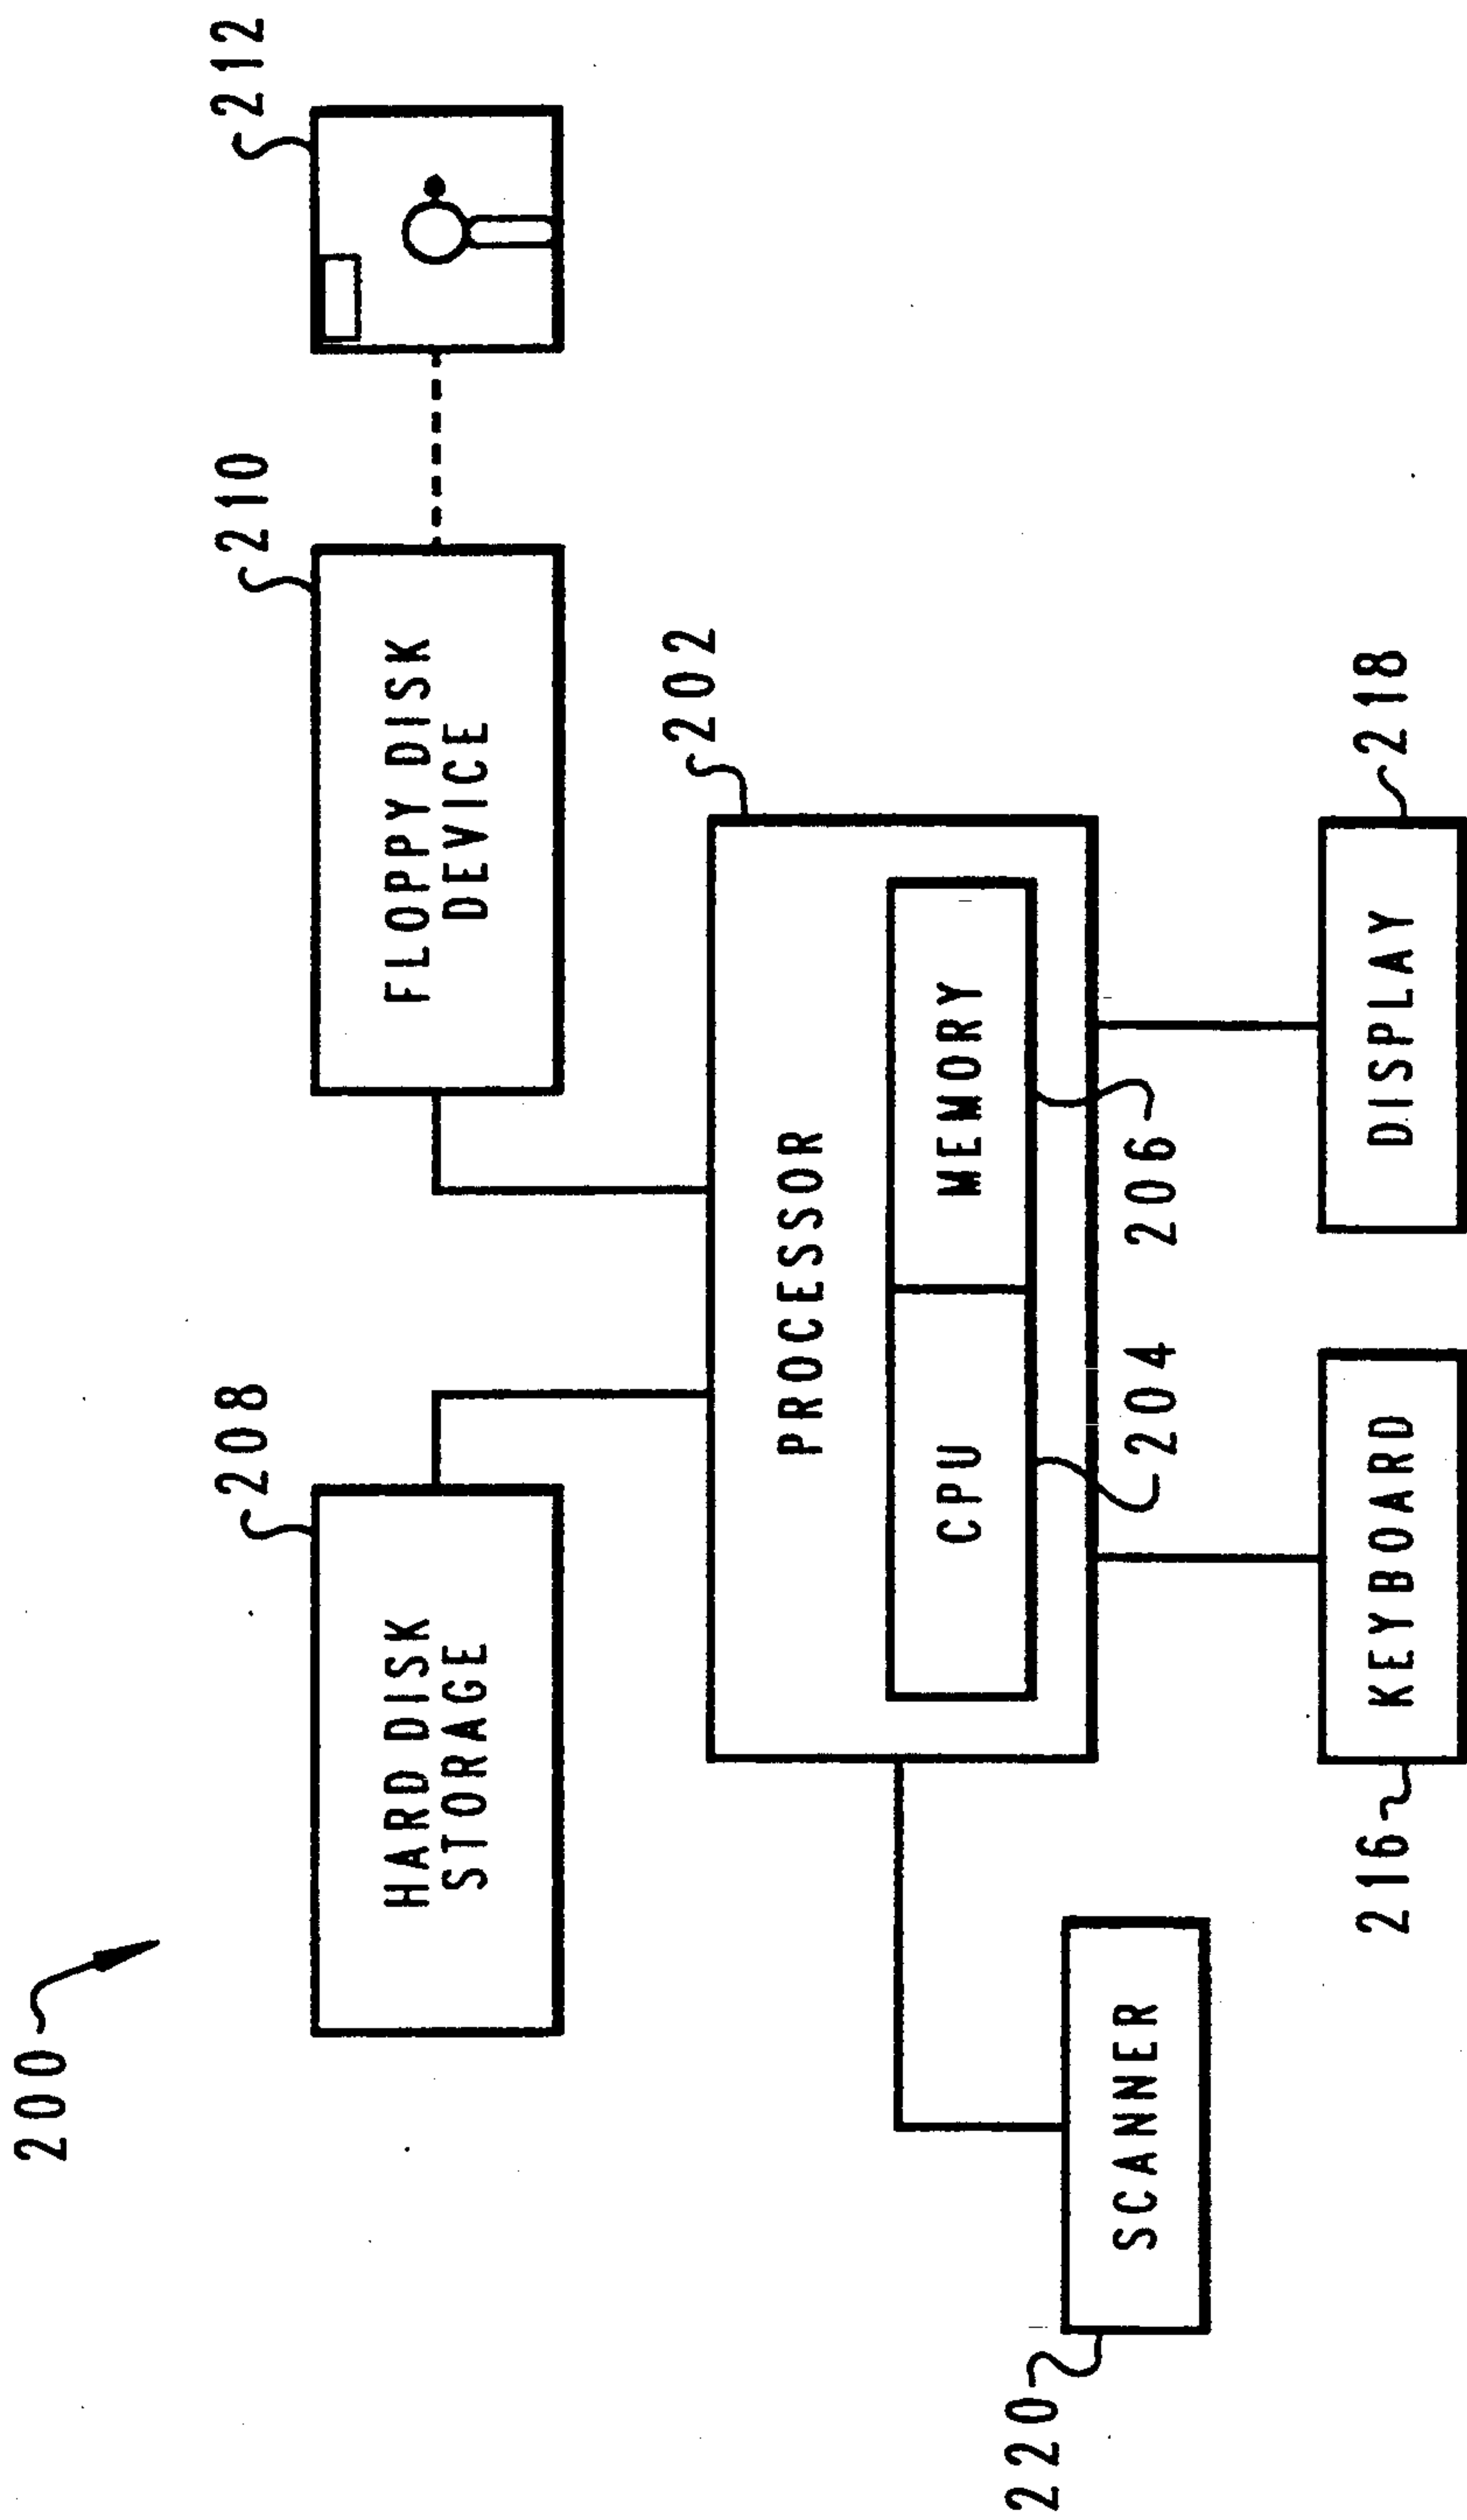 200
208
210
212
HARD DISK
STORAGE
FLOPPY DISK
DEVICE
202
PROCESSOR
CPU
MEMORY
220
SCANNER
204
206
216
KEYBOARD
DISPLAY
218